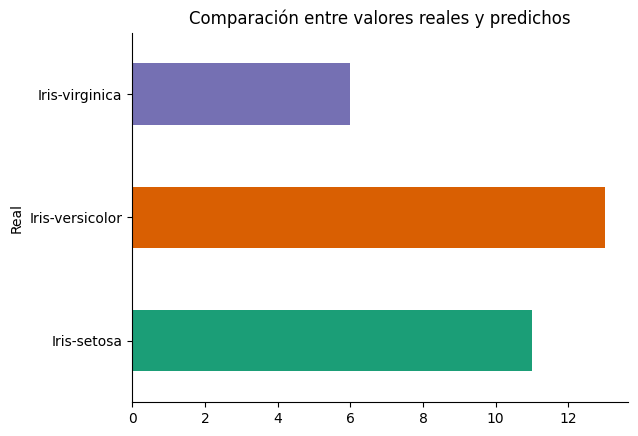 Comparación entre valores reales y predichos
Real
Iris-virginica
Iris-versicolor
Iris-setosa
0 2 4 6 8 10 12